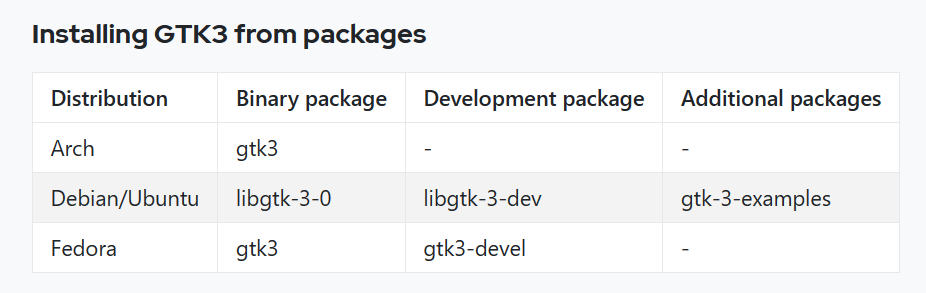 Installing GTK3 from packages
Distribution Binary package Development package Additional packages
Arch gtk3 - -
Debian/Ubuntu libgtk-3-0 libgtk-3-dev gtk-3-examples
Fedora gtk3 gtk3-devel -